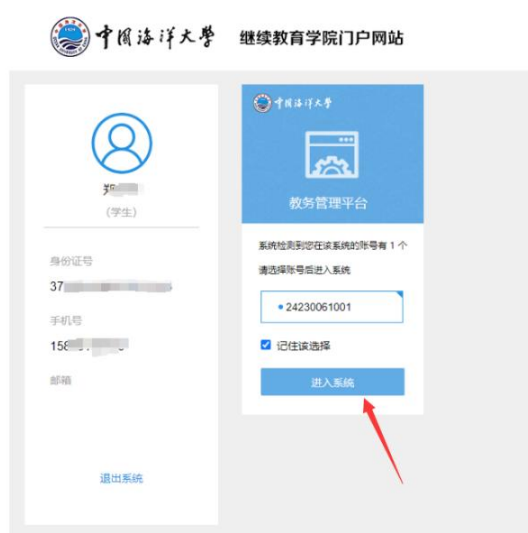 中国海洋大学 继续教育学院门户网站
郑
(学生)
身份证号
37
手机号
158
邮箱
退出系统
中国海洋大学
教务管理平台
系统检测到您在该系统的账号有 1 个
请选择账号后进入系统
24230061001
记住该选择
进入系统